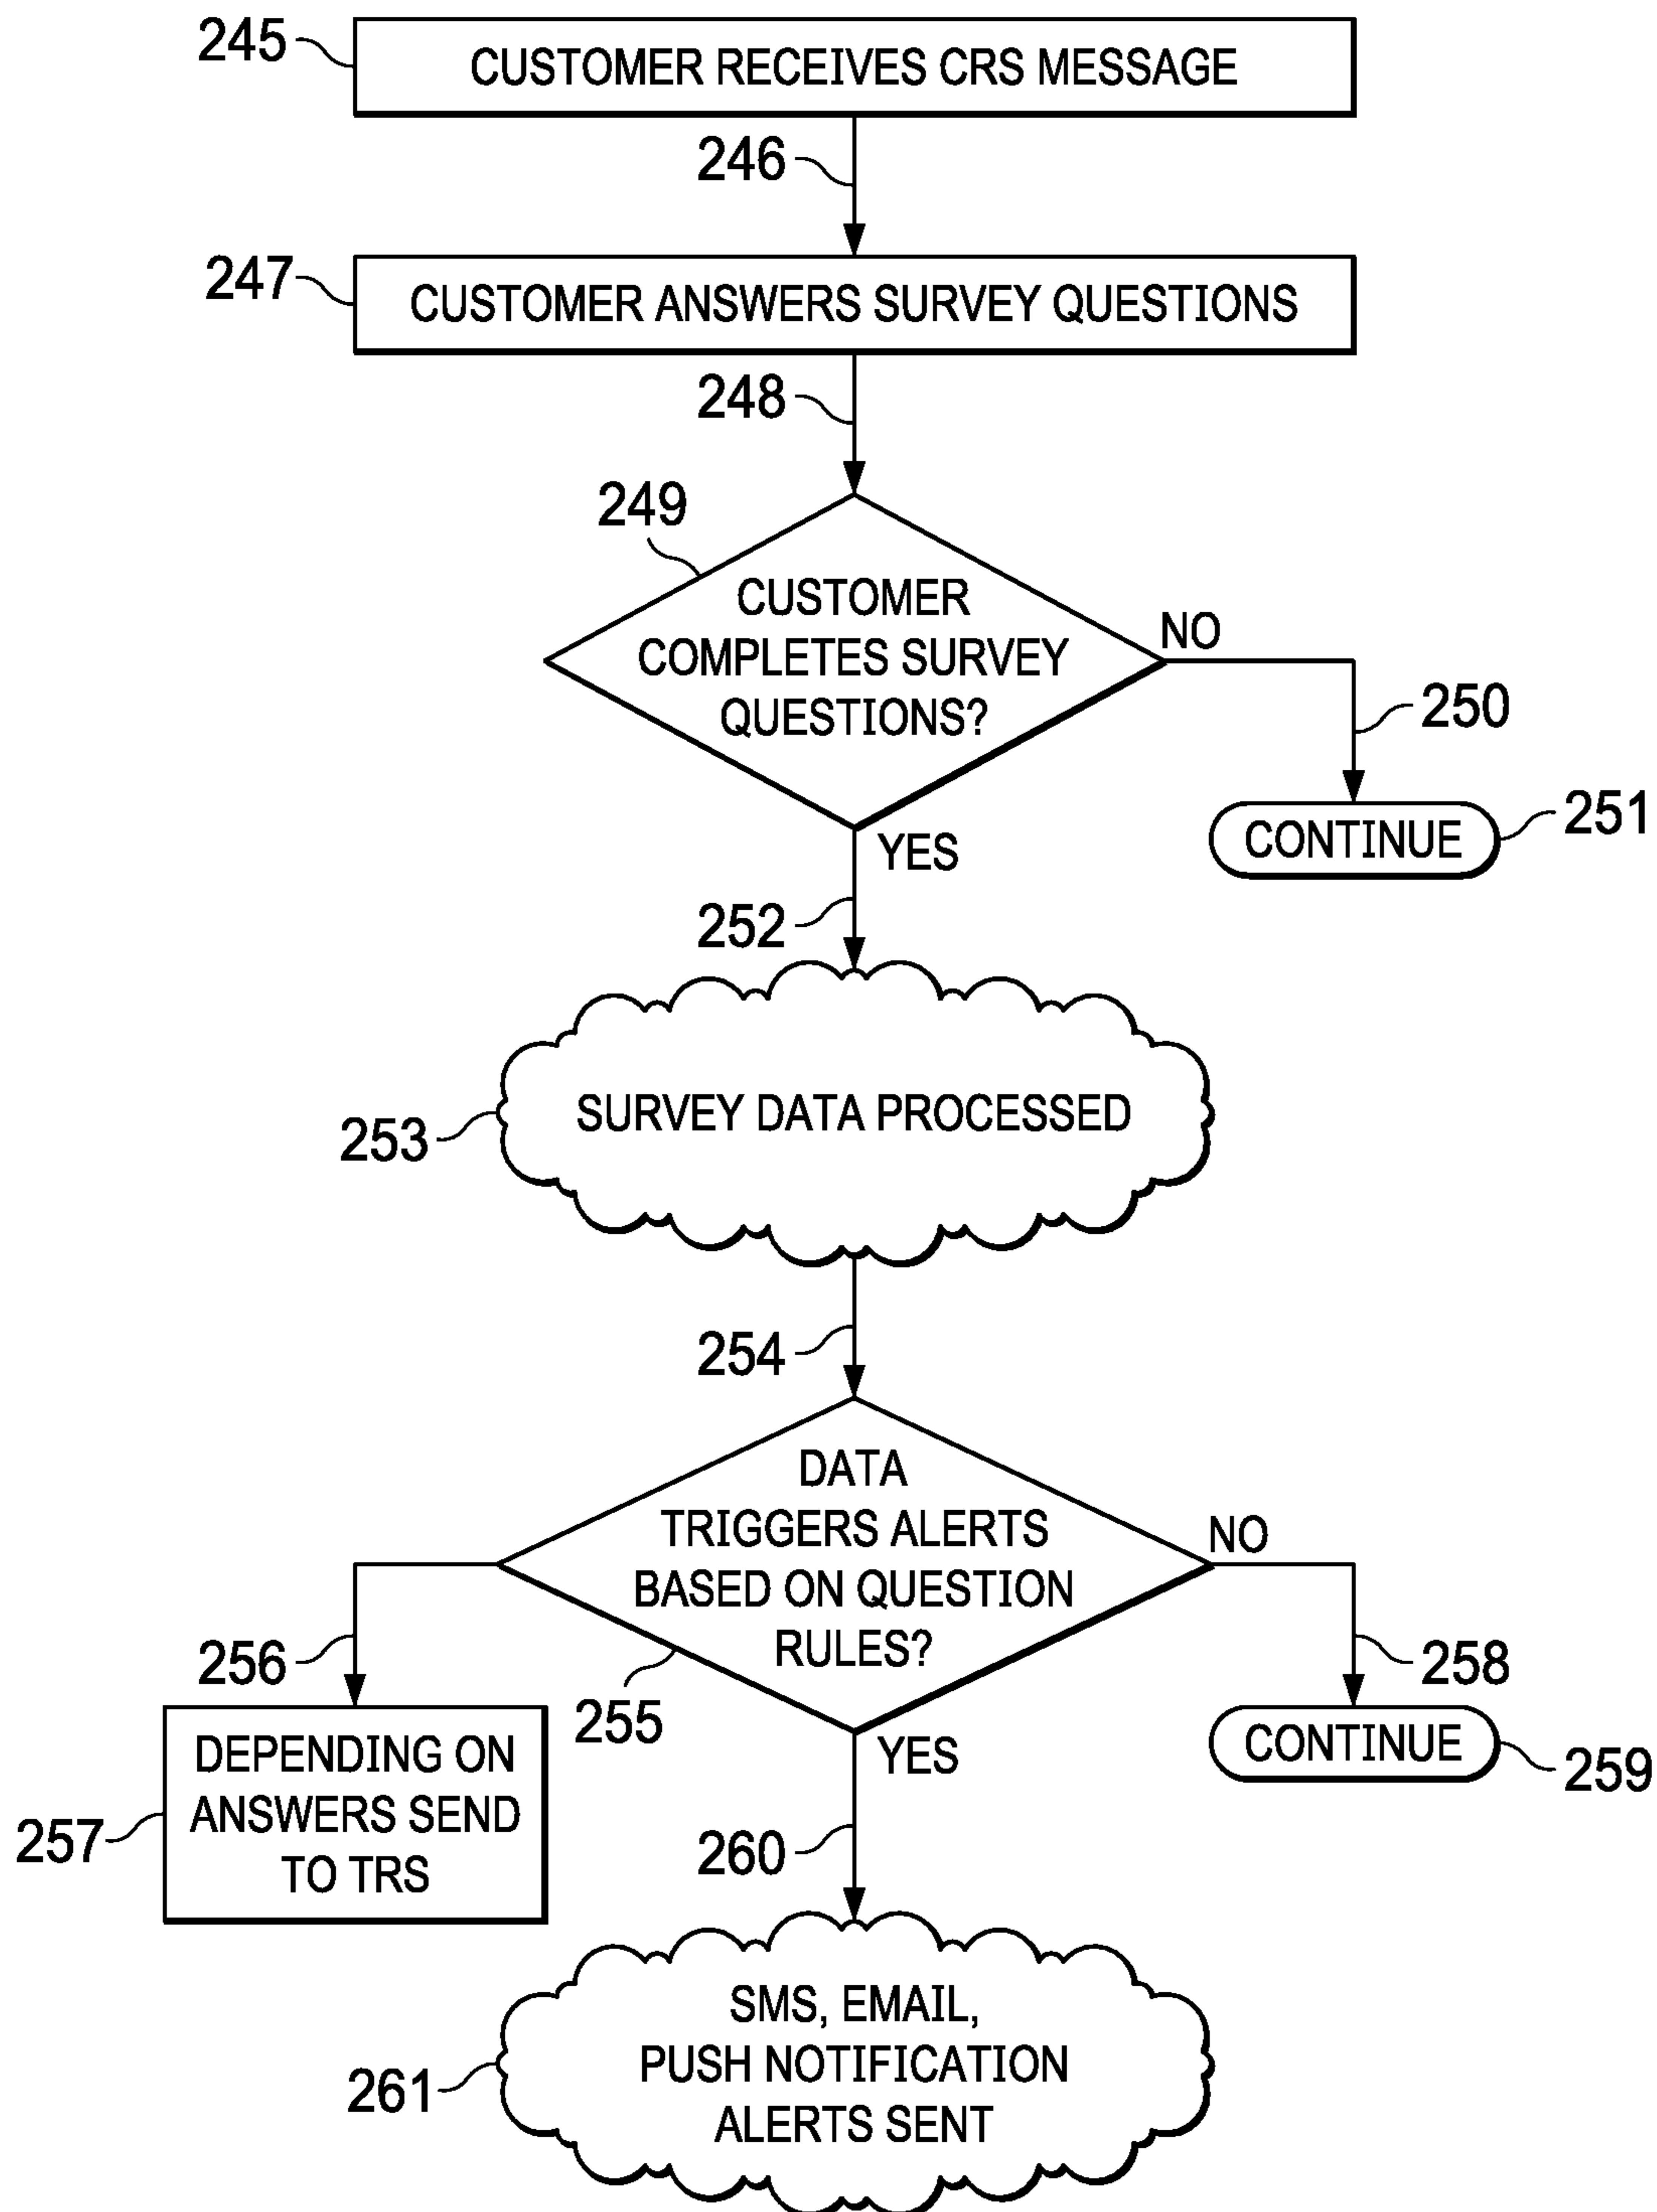 245
CUSTOMER RECEIVES CRS MESSAGE
246
247
CUSTOMER ANSWERS SURVEY QUESTIONS
248
249
CUSTOMER
COMPLETES SURVEY
QUESTIONS?
NO
250
251
CONTINUE
YES
252
253
SURVEY DATA PROCESSED
254
DATA
TRIGGERS ALERTS
BASED ON QUESTION
RULES?
NO
256
255
258
YES
257
DEPENDING ON
ANSWERS SEND
TO TRS
CONTINUE
259
260
261
SMS, EMAIL,
PUSH NOTIFICATION
ALERTS SENT